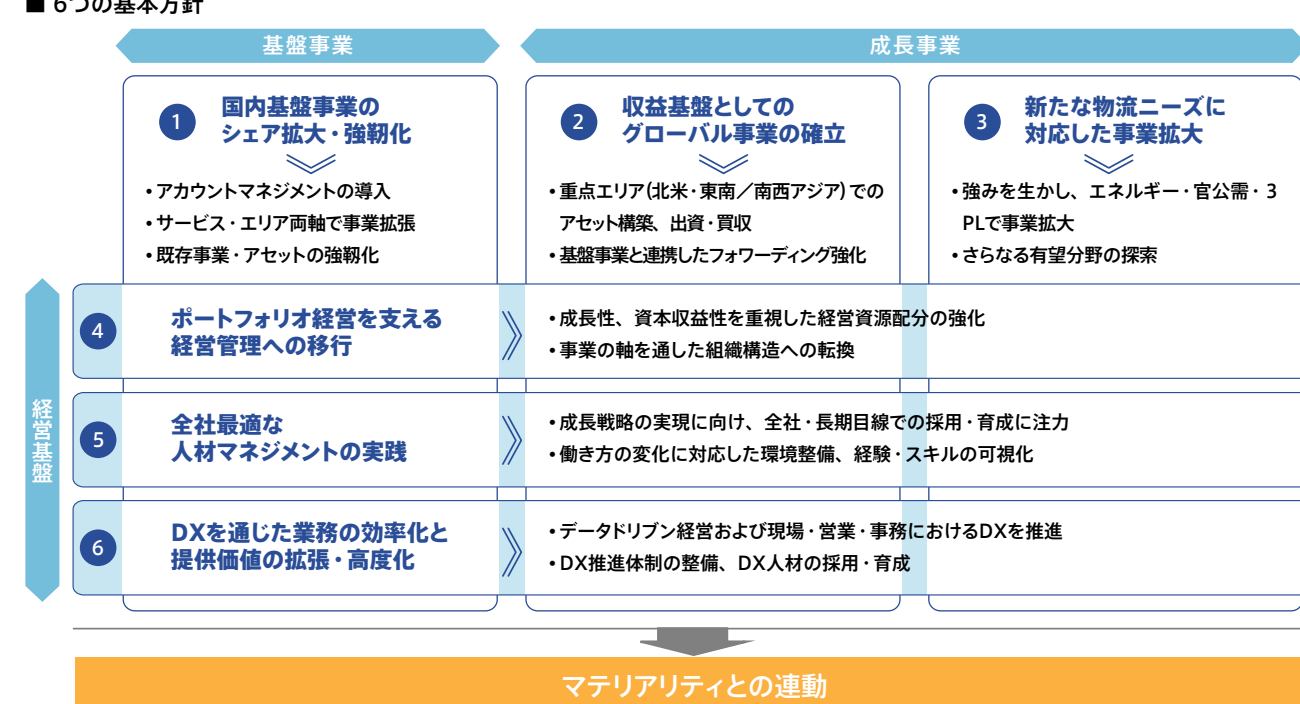 ■ 6つの基本方針
基盤事業
成長事業
1
国内基盤事業の
シェア拡大・強靭化
•アカウントマネジメントの導入
•サービス・エリア両軸で事業拡張
•既存事業・アセットの強靭化
2
収益基盤としての
グローバル事業の確立
•重点エリア(北米・東南／南西アジア)での
アセット構築、出資・買収
•基盤事業と連携したフォワーディング強化
3
新たな物流ニーズに
対応した事業拡大
•強みを生かし、エネルギー・官公需・3
PLで事業拡大
•さらなる有望分野の探索
経営基盤
4
ポートフォリオ経営を支える
経営管理への移行
•成長性、資本収益性を重視した経営資源配分の強化
•事業の軸を通した組織構造への転換
5
全社最適な
人材マネジメントの実践
•成長戦略の実現に向け、全社・長期目線での採用・育成に注力
•働き方の変化に対応した環境整備、経験・スキルの可視化
6
DXを通じた業務の効率化と
提供価値の拡張・高度化
•データドリブン経営および現場・営業・事務におけるDXを推進
•DX推進体制の整備、DX人材の採用・育成
マテリアリティとの連動